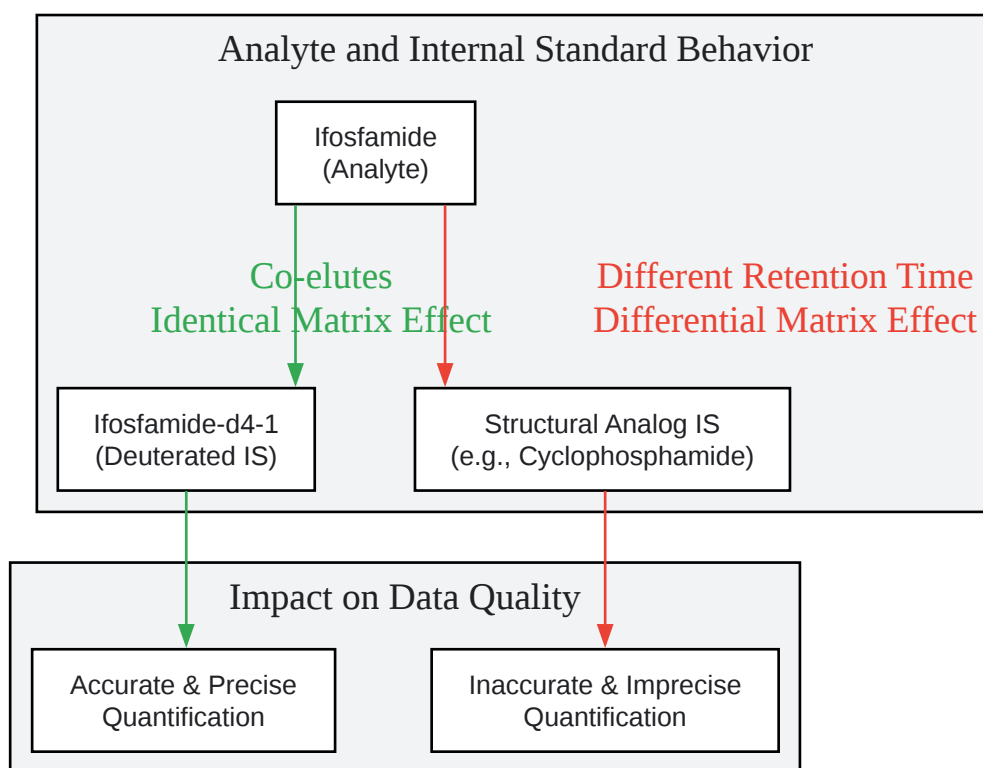 Analyte and Internal Standard Behavior
Ifosfamide
(Analyte)
Co-elutes
Identical Matrix Effect
Different Retention Time
Differential Matrix Effect
Ifosfamide-d4-1
(Deuterated IS)
Structural Analog IS
(e.g., Cyclophosphamide)
Impact on Data Quality
Accurate & Precise
Quantification
Inaccurate & Imprecise
Quantification